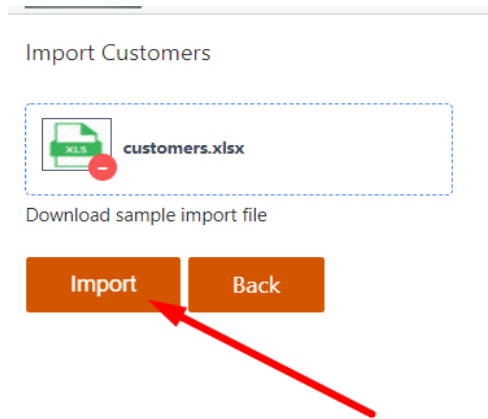 Import Customers
XLS
customers.xlsx
Download sample import file
Import
Back